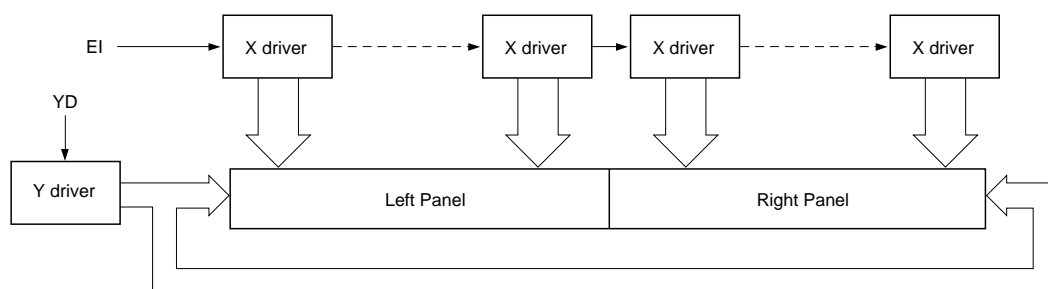 EI
X driver
X driver
X driver
X driver
YD
Y driver
Left Panel
Right Panel